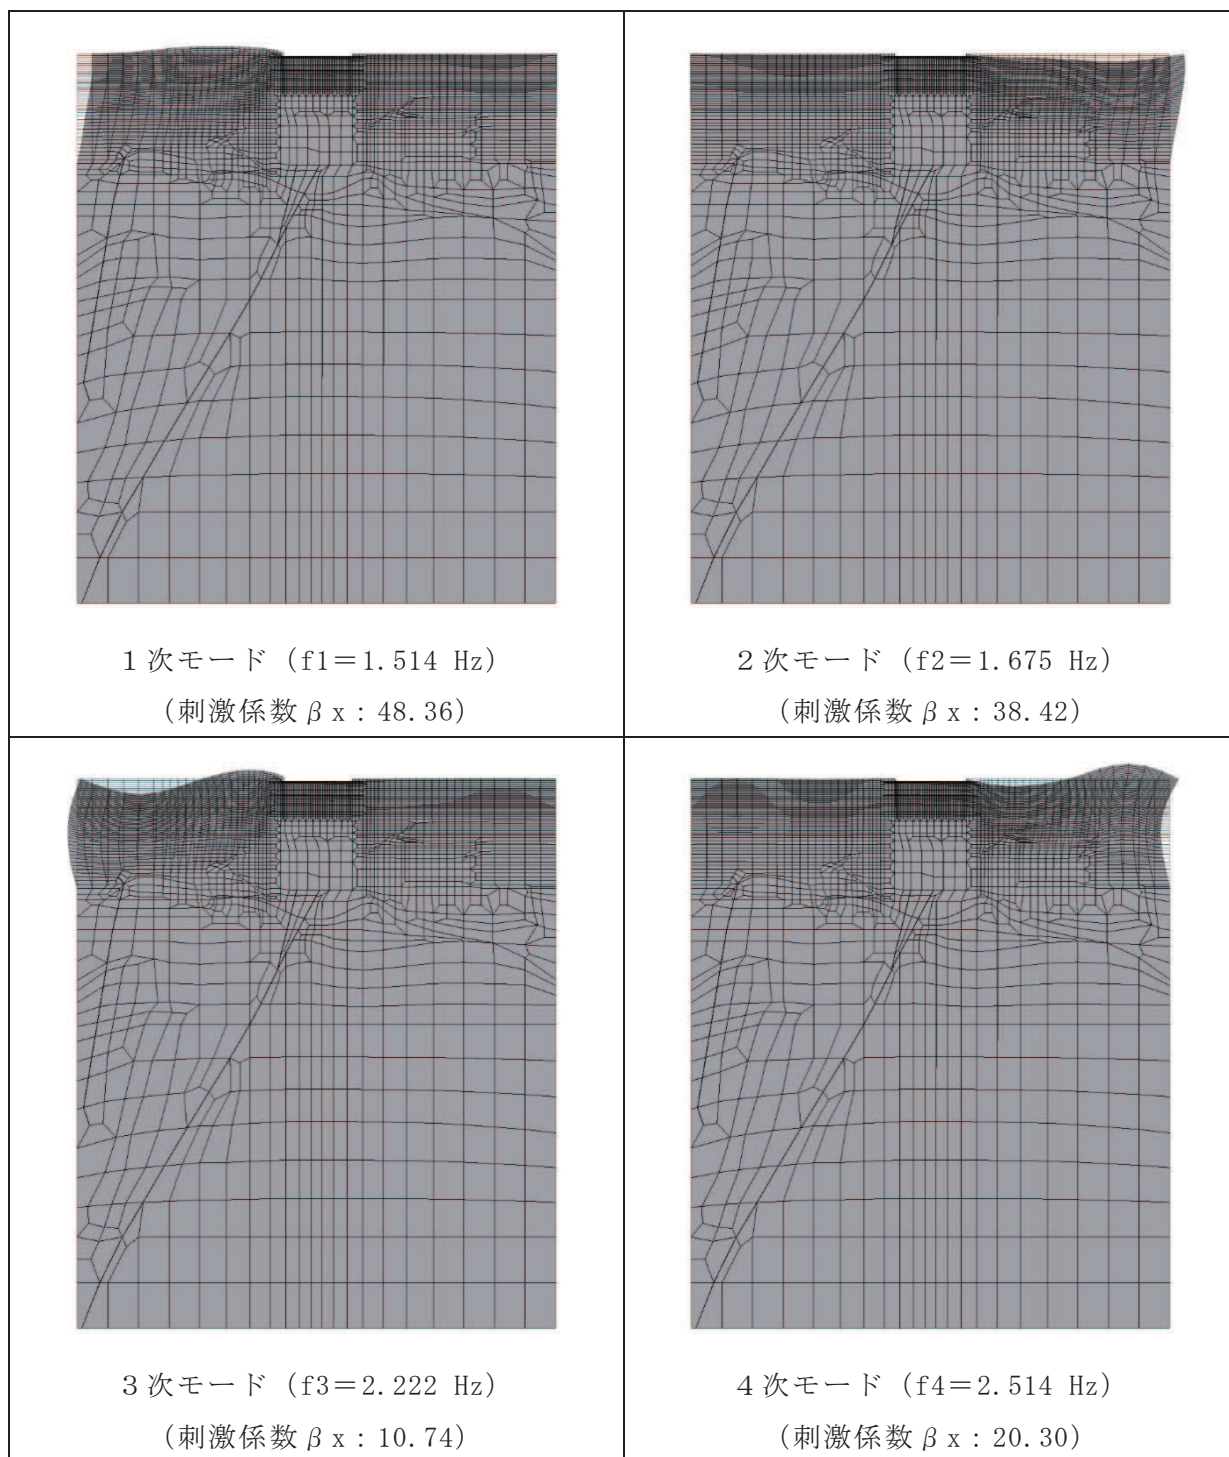 1次モード (f1＝1.514 Hz)
(刺激係数βx：48.36)
2次モード (f2＝1.675 Hz)
(刺激係数βx：38.42)
3次モード (f3＝2.222 Hz)
(刺激係数βx：10.74)
4次モード (f4＝2.514 Hz)
(刺激係数βx：20.30)